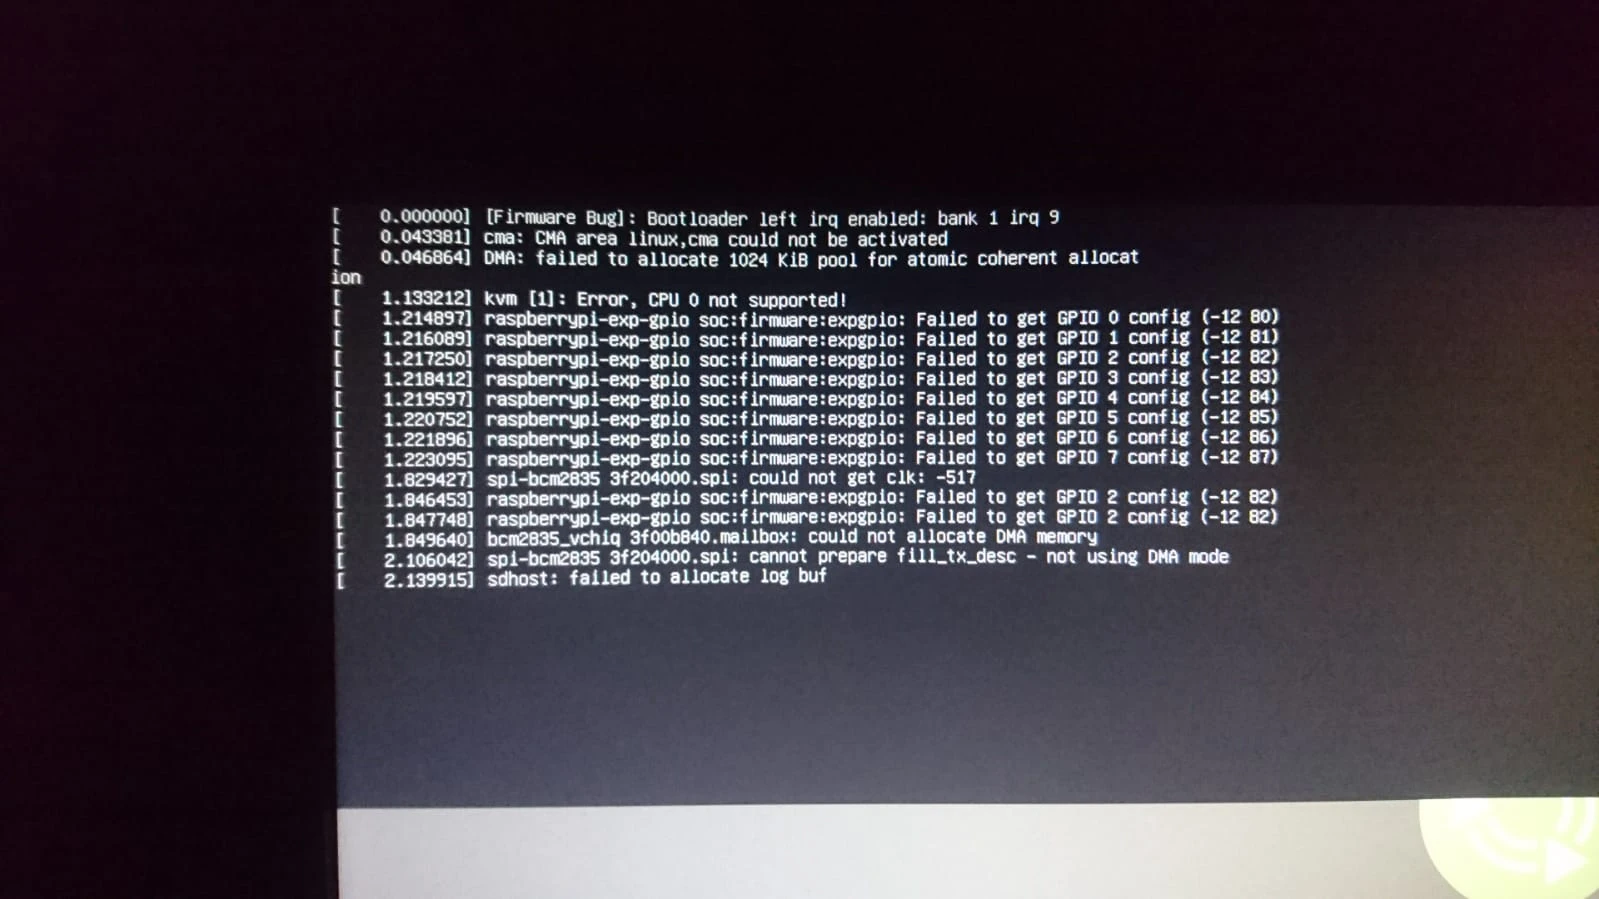 [    0.000000] [Firmware Bug]: Bootloader left irq enabled: bank 1 irq 9
[    0.043381] cma: CMA area linux,cma could not be activated
[    0.046864] DMA: failed to allocate 1024 KiB pool for atomic coherent allocat
ion
[    1.133212] kvm [1]: Error, CPU 0 not supported!
[    1.214897] raspberrypi-exp-gpio soc:firmware:expgpio: Failed to get GPIO 0 config (-12 80)
[    1.216089] raspberrypi-exp-gpio soc:firmware:expgpio: Failed to get GPIO 1 config (-12 81)
[    1.217250] raspberrypi-exp-gpio soc:firmware:expgpio: Failed to get GPIO 2 config (-12 82)
[    1.218412] raspberrypi-exp-gpio soc:firmware:expgpio: Failed to get GPIO 3 config (-12 83)
[    1.219597] raspberrypi-exp-gpio soc:firmware:expgpio: Failed to get GPIO 4 config (-12 84)
[    1.220752] raspberrypi-exp-gpio soc:firmware:expgpio: Failed to get GPIO 5 config (-12 85)
[    1.221896] raspberrypi-exp-gpio soc:firmware:expgpio: Failed to get GPIO 6 config (-12 86)
[    1.223095] raspberrypi-exp-gpio soc:firmware:expgpio: Failed to get GPIO 7 config (-12 87)
[    1.829427] spi-bcm2835 3f204000.spi: could not get clk: -517
[    1.846453] raspberrypi-exp-gpio soc:firmware:expgpio: Failed to get GPIO 2 config (-12 82)
[    1.847748] raspberrypi-exp-gpio soc:firmware:expgpio: Failed to get GPIO 2 config (-12 82)
[    1.849640] bcm2835_vchiq 3f00b840.mailbox: could not allocate DMA memory
[    2.106042] spi-bcm2835 3f204000.spi: cannot prepare fill_tx_desc - not using DMA mode
[    2.139915] sdhost: failed to allocate log buf